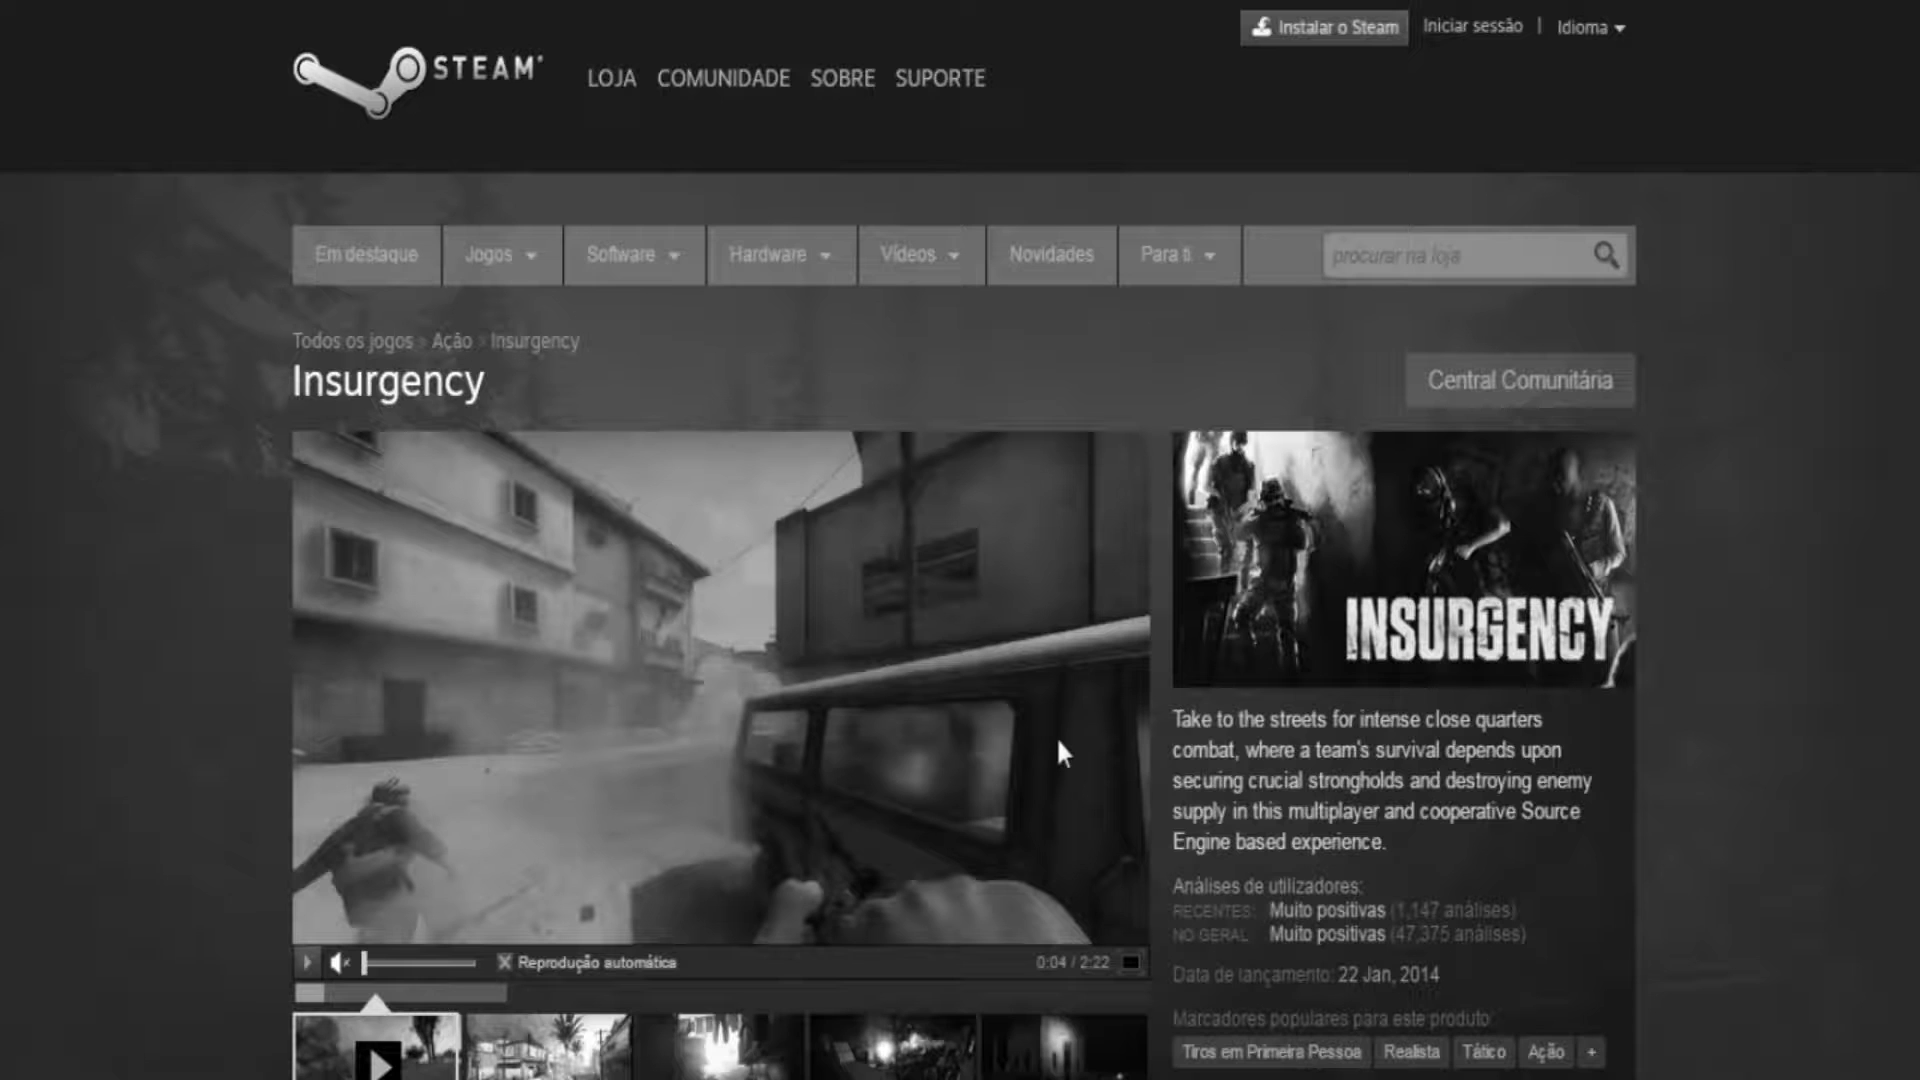 Instalar o Steam Iniciar sessão | Idioma
STEAM
LOJA COMUNIDADE SOBRE SUPORTE
Em destaque Jogos Software Hardware Vídeos Novidades Para ti procurar na loja
Todos os jogos > Ação > Insurgency
Insurgency
Central Comunitária
INSURGENCY
Take to the streets for intense close quarters
combat, where a team's survival depends upon
securing crucial strongholds and destroying enemy
supply in this multiplayer and cooperative Source
Engine based experience.
Análises de utilizadores:
RECENTES: Muito positivas (1,147 análises)
NO GERAL: Muito positivas (47,375 análises)
Data de lançamento: 22 Jan, 2014
Reprodução automática 0:04 / 2:22
Marcadores populares para este produto:
Tiros em Primeira Pessoa Realista Tático Ação +